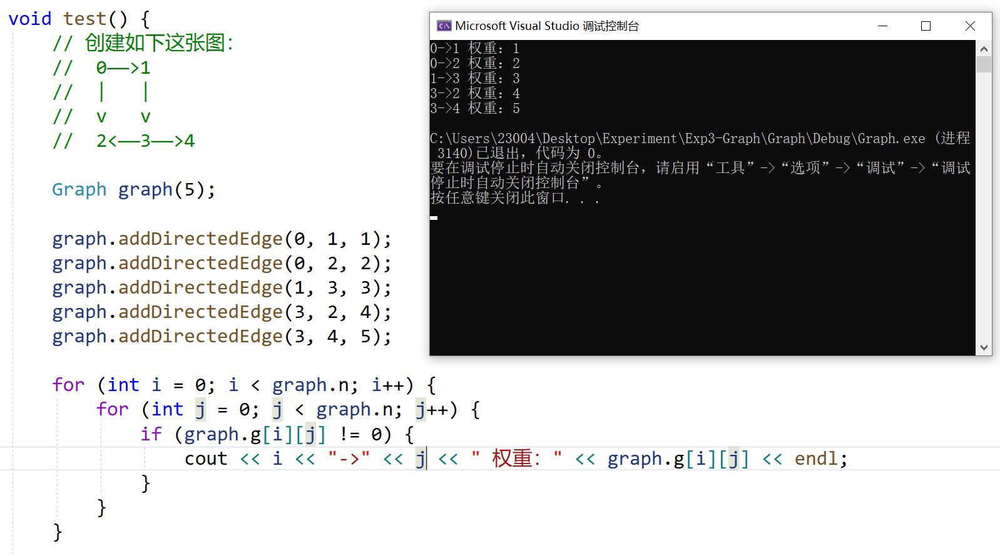 void test() {
// 创建如下这张图：
// 0——>1
// |   |
// v   v
// 2<——3——>4
Graph graph(5);
graph.addDirectedEdge(0, 1, 1);
graph.addDirectedEdge(0, 2, 2);
graph.addDirectedEdge(1, 3, 3);
graph.addDirectedEdge(3, 2, 4);
graph.addDirectedEdge(3, 4, 5);
for (int i = 0; i < graph.n; i++) {
for (int j = 0; j < graph.n; j++) {
if (graph.g[i][j] != 0) {
cout << i << "->" << j << " 权重：" << graph.g[i][j] << endl;
}
}
}
Microsoft Visual Studio 调试控制台
0->1 权重：1
0->2 权重：2
1->3 权重：3
3->2 权重：4
3->4 权重：5
C:\Users\23004\Desktop\Experiment\Exp3-Graph\Graph\Debug\Graph.exe (进程
3140)已退出，代码为 0。
要在调试停止时自动关闭控制台，请启用“工具”->“选项”->“调试”->“调试
停止时自动关闭控制台”。
按任意键关闭此窗口. . .